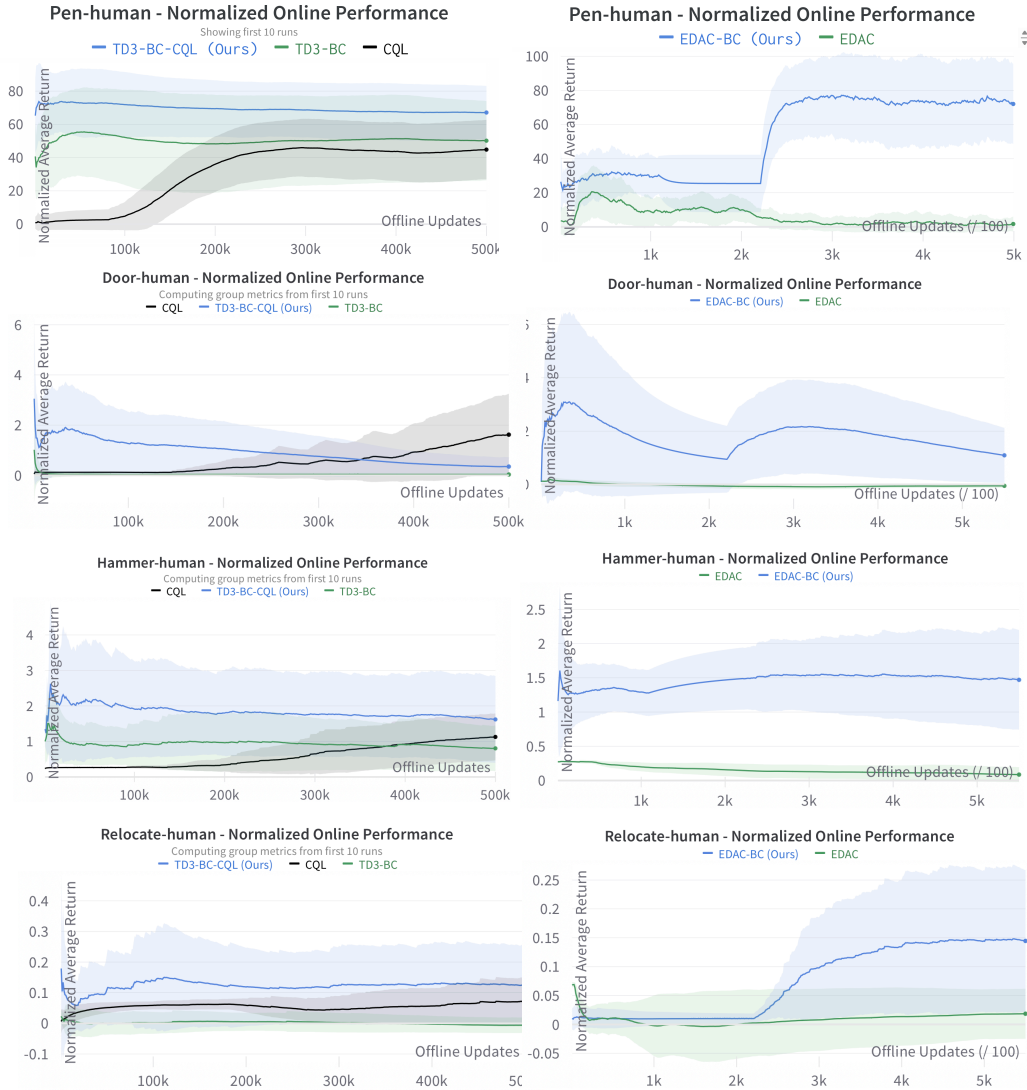 Pen-human - Normalized Online Performance
Showing first 10 runs
TD3-BC-CQL (Ours) TD3-BC CQL
Normalized Average Return
80
60
40
20
0
Offline Updates
100k 200k 300k 400k 500k
Pen-human - Normalized Online Performance
EDAC-BC (Ours) EDAC
Normalized Average Return
100
80
60
40
20
0
Offline Updates (/ 100)
1k 2k 3k 4k 5k
Door-human - Normalized Online Performance
Computing group metrics from first 10 runs
CQL TD3-BC-CQL (Ours) TD3-BC
Normalized Average Return
6
4
2
0
Offline Updates
100k 200k 300k 400k 500k
Door-human - Normalized Online Performance
EDAC-BC (Ours) EDAC
Normalized Average Return
Offline Updates (/ 100)
1k 2k 3k 4k 5k
Hammer-human - Normalized Online Performance
Computing group metrics from first 10 runs
CQL TD3-BC-CQL (Ours) TD3-BC
Normalized Average Return
4
3
2
1
0
Offline Updates
100k 200k 300k 400k 500k
Hammer-human - Normalized Online Performance
EDAC EDAC-BC (Ours)
Normalized Average Return
2.5
2
1.5
1
0.5
0
Offline Updates (/ 100)
1k 2k 3k 4k 5k
Relocate-human - Normalized Online Performance
Computing group metrics from first 10 runs
TD3-BC-CQL (Ours) CQL TD3-BC
Normalized Average Return
0.4
0.3
0.2
0.1
0
-0.1
Offline Updates
100k 200k 300k 400k
Relocate-human - Normalized Online Performance
EDAC-BC (Ours) EDAC
Normalized Average Return
0.25
0.2
0.15
0.1
0.05
0
-0.05
Offline Updates (/ 100)
1k 2k 3k 4k 5k